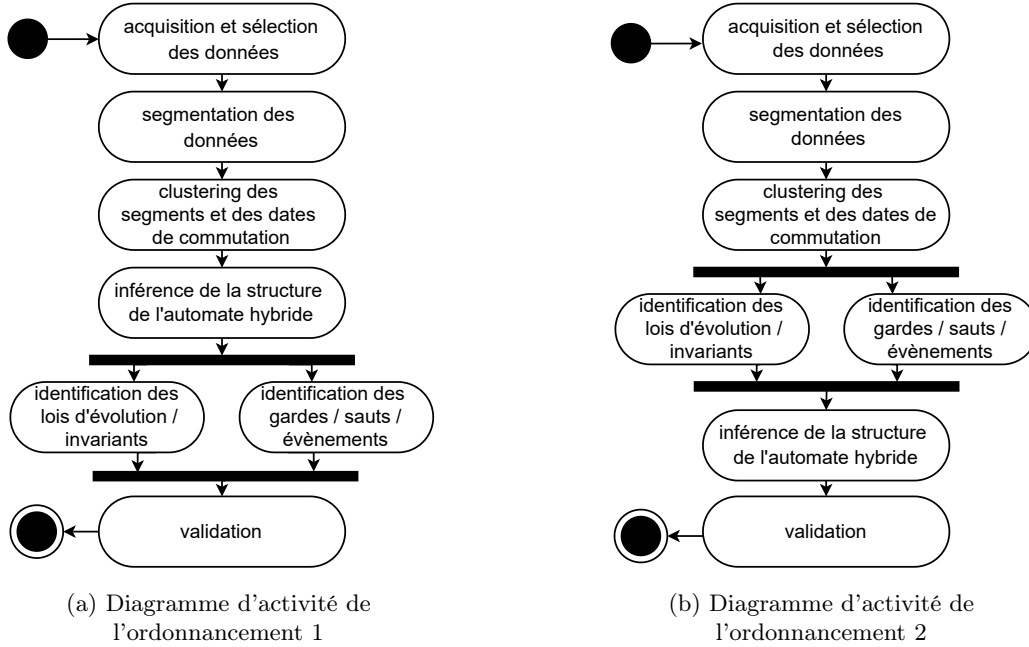 acquisition et sélection
des données
segmentation des
données
clustering des
segments et des dates
de commutation
inférence de la structure
de l'automate hybride
identification des
lois d'évolution /
invariants
identification des
gardes / sauts /
évènements
validation
(a) Diagramme d'activité de
l'ordonnancement 1
acquisition et sélection
des données
segmentation des
données
clustering des
segments et des dates de
commutation
identification des
lois d'évolution /
invariants
identification des
gardes / sauts /
évènements
inférence de la structure
de l'automate hybride
validation
(b) Diagramme d'activité de
l'ordonnancement 2